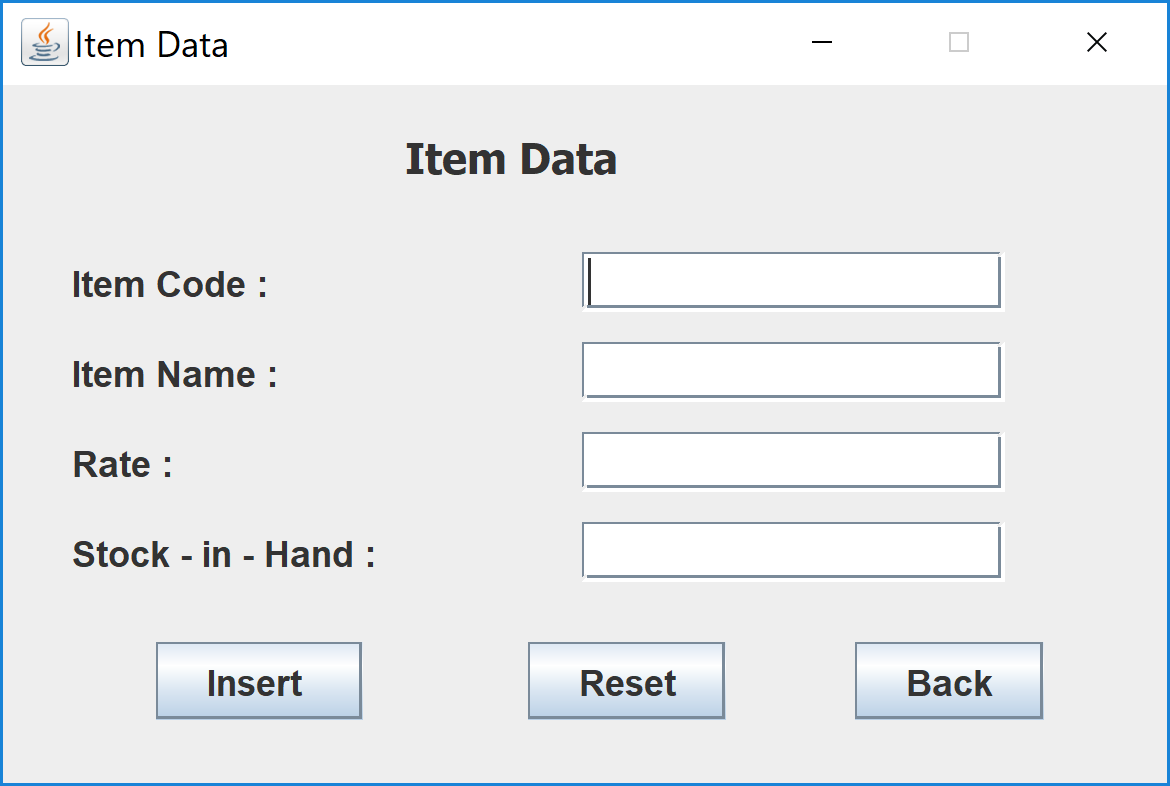 Item Data
Item Data
Item Code :
Item Name :
Rate :
Stock - in - Hand :
Insert Reset Back